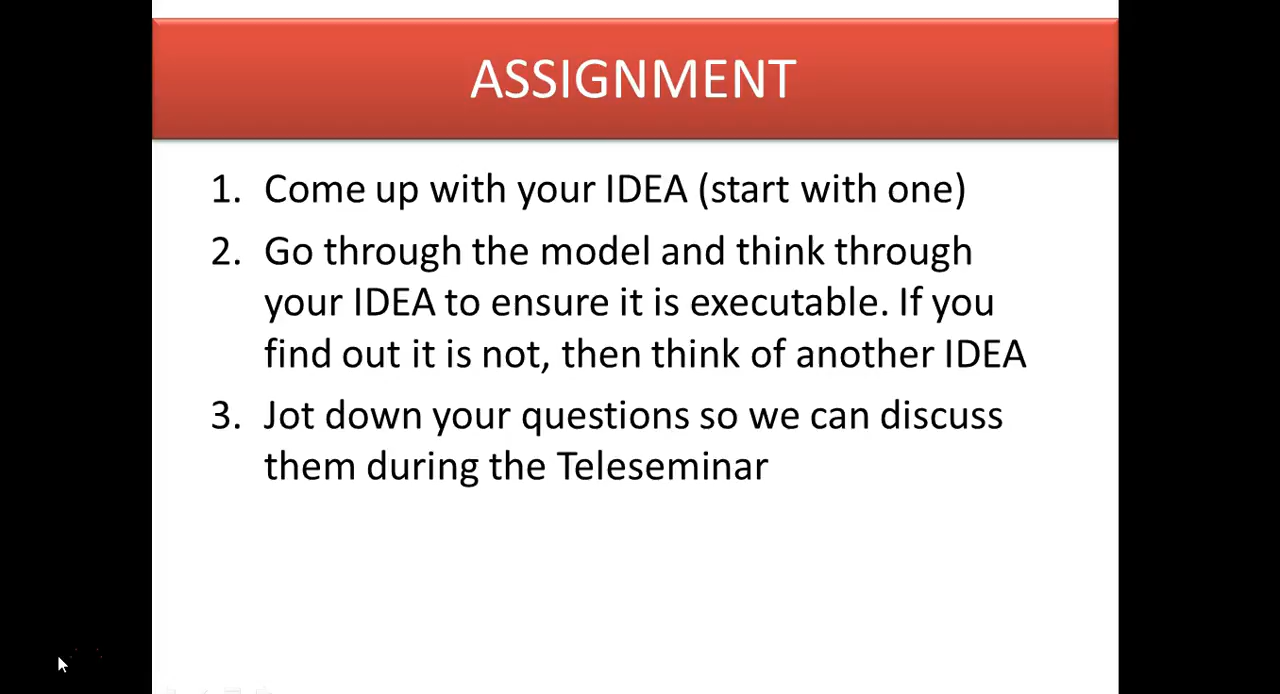 ASSIGNMENT
1. Come up with your IDEA (start with one)
2. Go through the model and think through
your IDEA to ensure it is executable. If you
find out it is not, then think of another IDEA
3. Jot down your questions so we can discuss
them during the Teleseminar